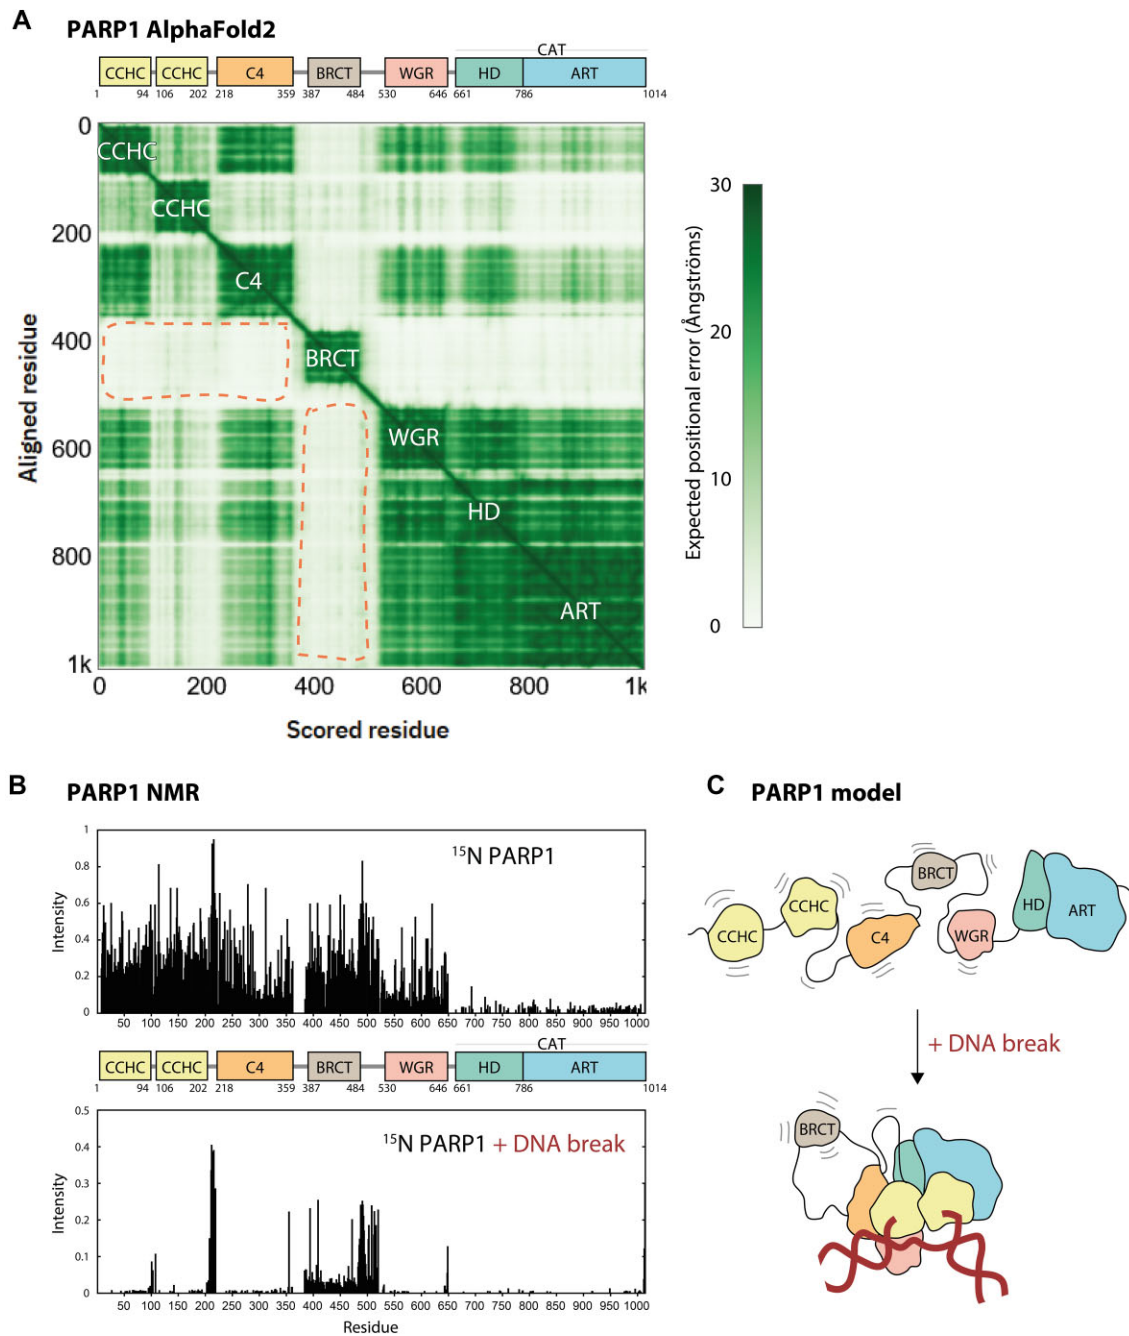 A PARP1 AlphaFold2
CAT
CCHC CCHC C4 BRCT WGR HD ART
1 94 106 202 218 359 387 484 530 646 661 786 1014
0
200
400
600
800
1k
Aligned residue
CCHC
CCHC
C4
BRCT
WGR
HD
ART
0 200 400 600 800 1k
Scored residue
30
20
10
0
Expected positional error (Ångströms)
B PARP1 NMR
15N PARP1
1
0.8
0.6
0.4
0.2
0
Intensity
50 100 150 200 250 300 350 400 450 500 550 600 650 700 750 800 850 900 950 1000
CAT
CCHC CCHC C4 BRCT WGR HD ART
1 94 106 202 218 359 387 484 530 646 661 786 1014
15N PARP1 + DNA break
0.5
0.4
0.3
0.2
0.1
0
Intensity
50 100 150 200 250 300 350 400 450 500 550 600 650 700 750 800 850 900 950 1000
Residue
C PARP1 model
CCHC
CCHC
C4
BRCT
WGR
HD
ART
+ DNA break
BRCT